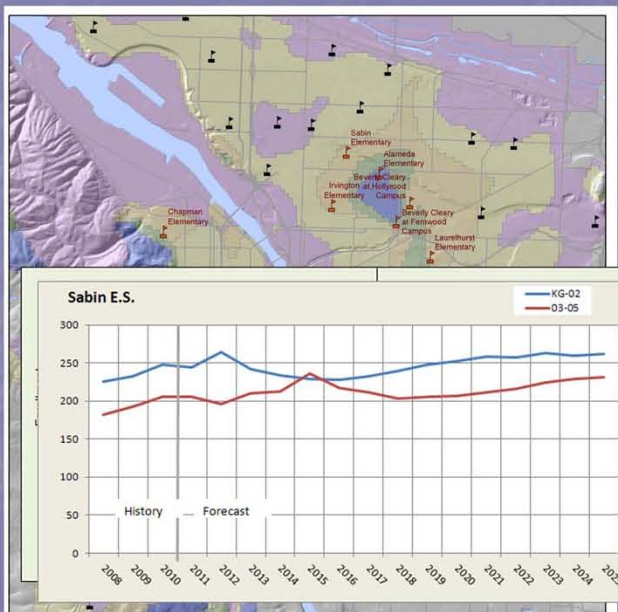 Sabin
Elementary
Alameda
Elementary
Beverly Cleary
at Hollyrood
Campus
Irvington
Elementary
Beverly Cleary
at Fernwood
Campus
Chapman
Elementary
Laurelhurst
Elementary
Sabin E.S.
KG-02
03-05
300
250
200
150
100
50
0
History
Forecast
2008
2009
2010
2011
2012
2013
2014
2015
2016
2017
2018
2019
2020
2021
2022
2023
2024